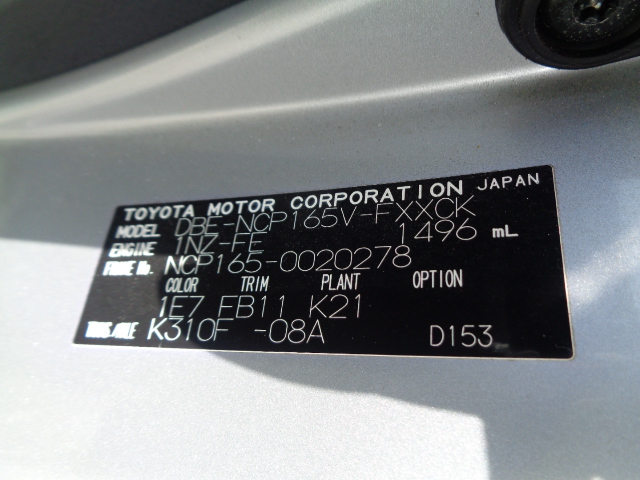 TOYOTA MOTOR CORPORATION JAPAN
MODEL DBE-NCP165V-FXXCK
ENGINE 1NZ-FE 1496 mL
FRAME No. NCP165-0020278
COLOR TRIM PLANT OPTION
1E7 EB11 K21
TRANS/AXLE K310F -08A D153